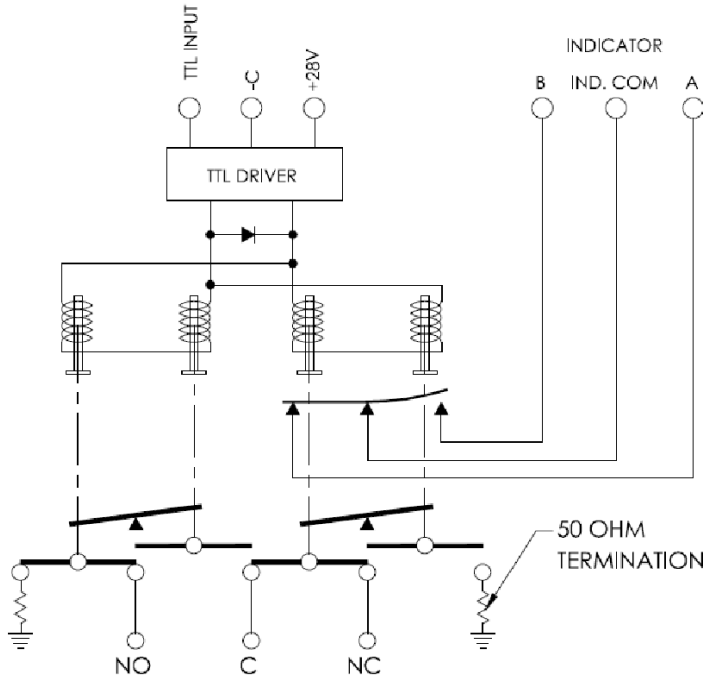 TTL INPUT
-C
+28V
INDICATOR
B IND. COM A
TTL DRIVER
50 OHM
TERMINATION
NO C NC